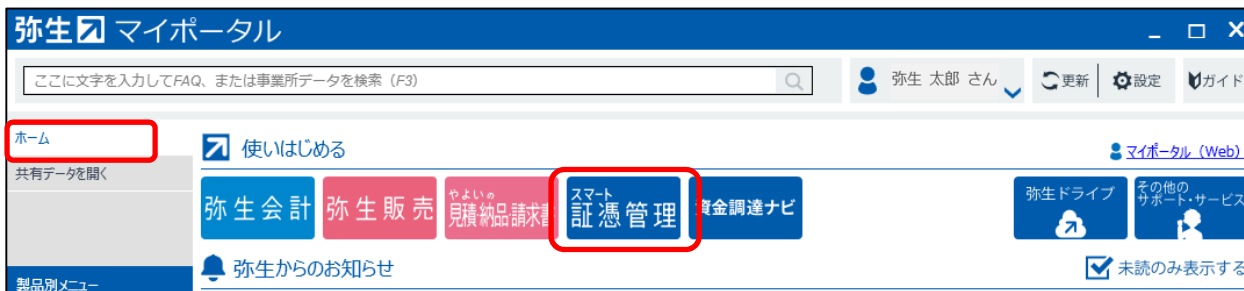 弥生 マイポータル
ここに文字を入力してFAQ、または事業所データを検索（F3）
弥生 太郎 さん
更新
設定
ガイド
ホーム
共有データを開く
製品別メニュー
使いはじめる
マイポータル（Web）
弥生会計
弥生販売
やよいの
見積・納品・請求書
スマート
証憑管理
資金調達ナビ
弥生ドライブ
その他の
サポート・サービス
弥生からのお知らせ
未読のみ表示する